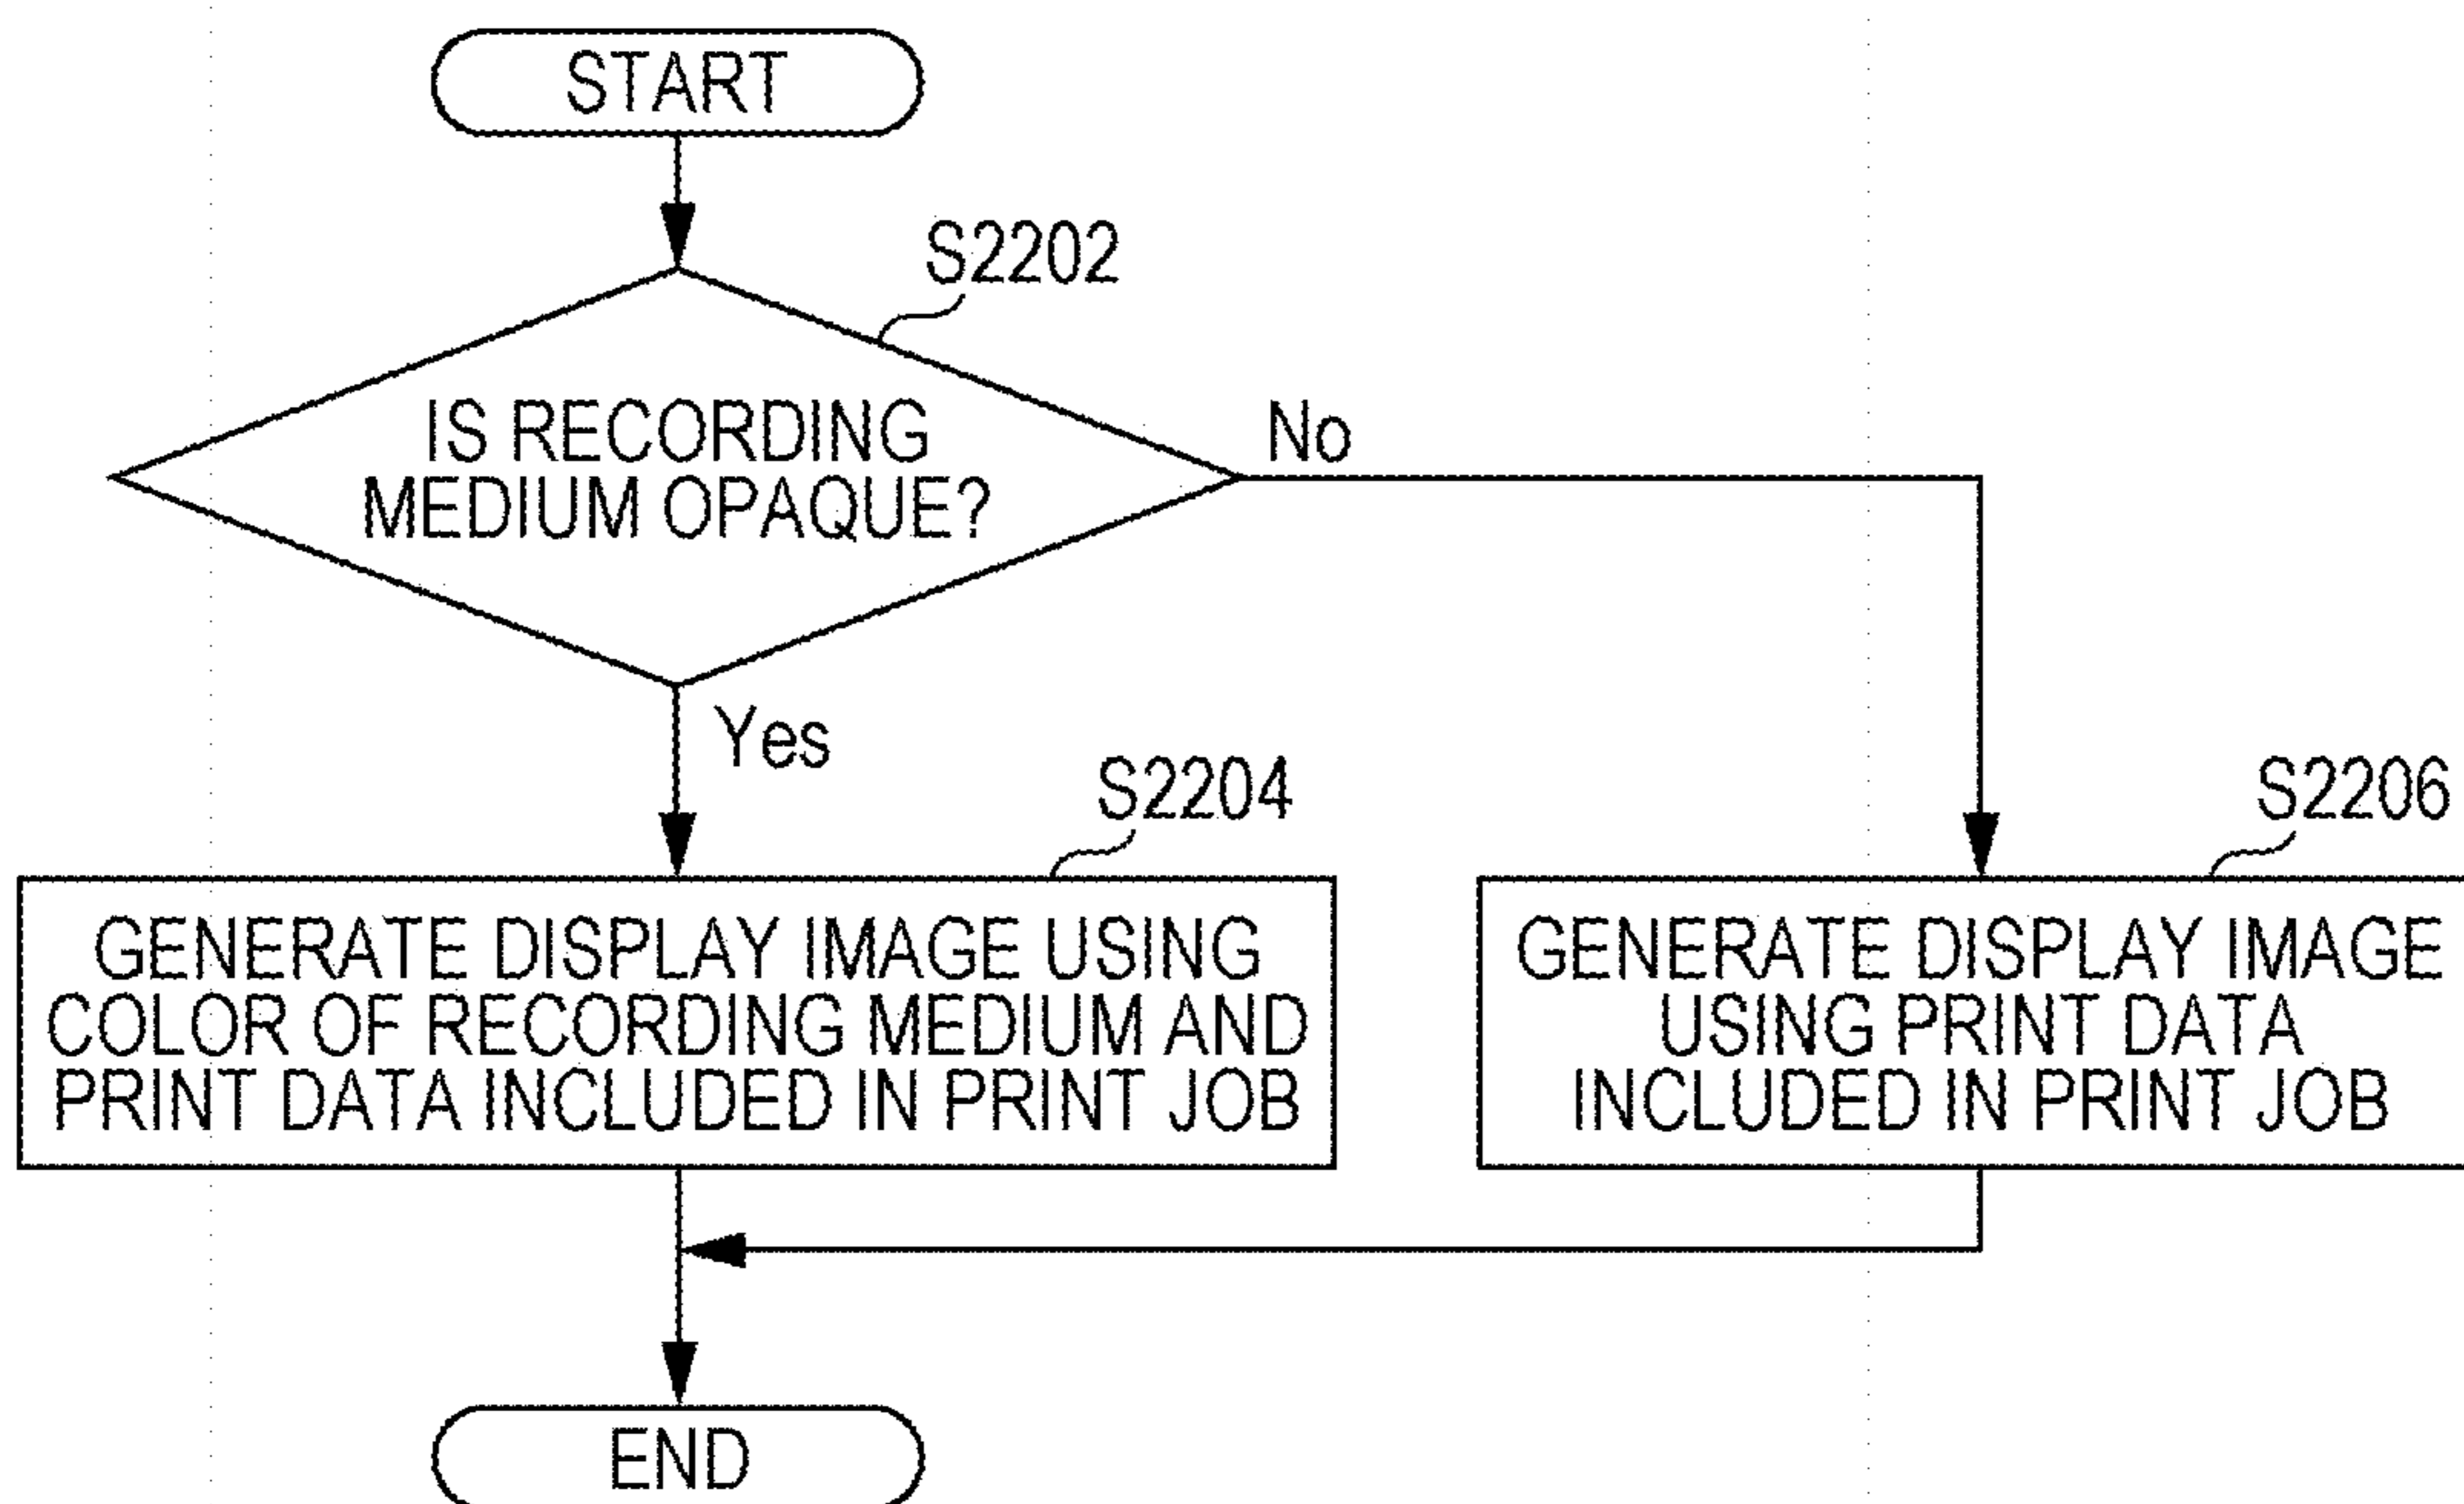 START
S2202
IS RECORDING
MEDIUM OPAQUE?
No
Yes
S2204
GENERATE DISPLAY IMAGE USING
COLOR OF RECORDING MEDIUM AND
PRINT DATA INCLUDED IN PRINT JOB
S2206
GENERATE DISPLAY IMAGE
USING PRINT DATA
INCLUDED IN PRINT JOB
END